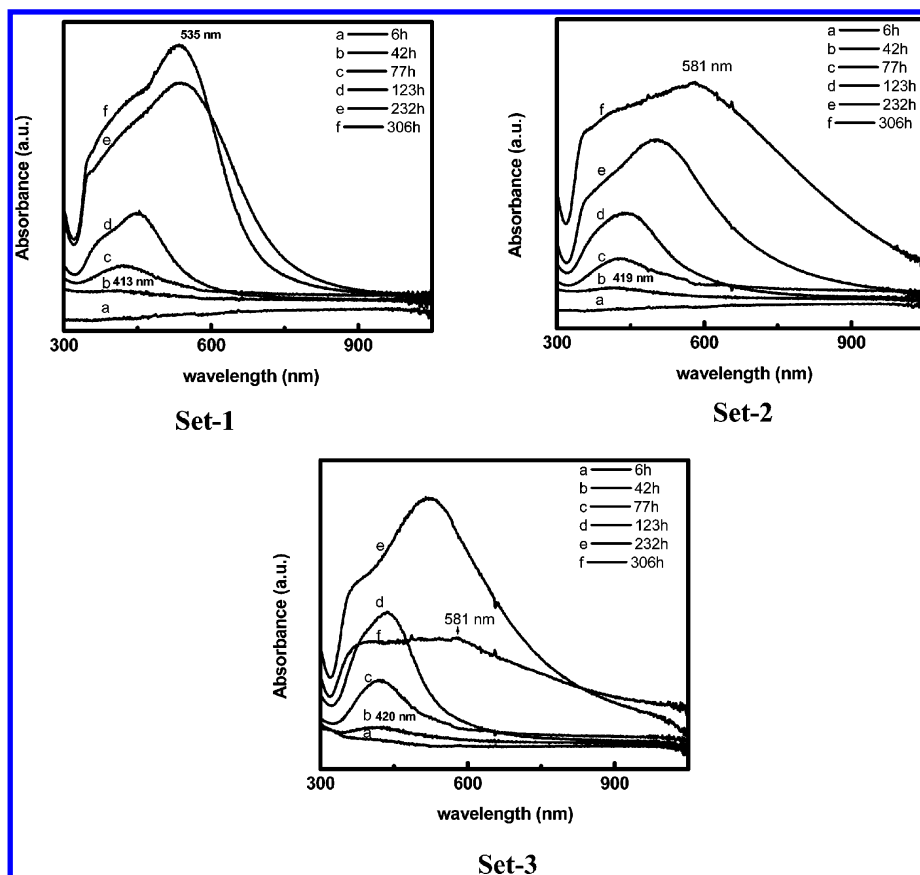 535 nm
a 6h
b 42h
c 77h
d 123h
e 232h
f 306h
f
e
d
c
b 413 nm
a
Absorbance (a.u.)
300 600 900
wavelength (nm)
Set-1
581 nm
a 6h
b 42h
c 77h
d 123h
e 232h
f 306h
f
e
d
c
b 419 nm
a
Absorbance (a.u.)
300 450 600 900
wavelength (nm)
Set-2
a 6h
b 42h
c 77h
d 123h
e 232h
f 306h
e
d
581 nm
f
c
b 420 nm
a
Absorbance (a.u.)
300 600 900
wavelength (nm)
Set-3